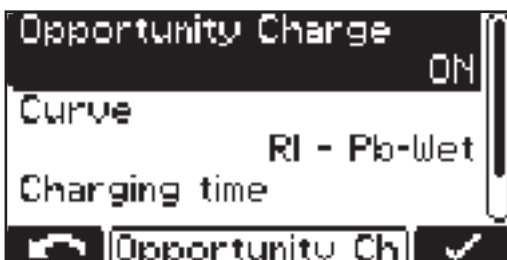 Opportunity Charge
ON
Curve
RI - Pb-Wet
Charging time
Opportunity Ch